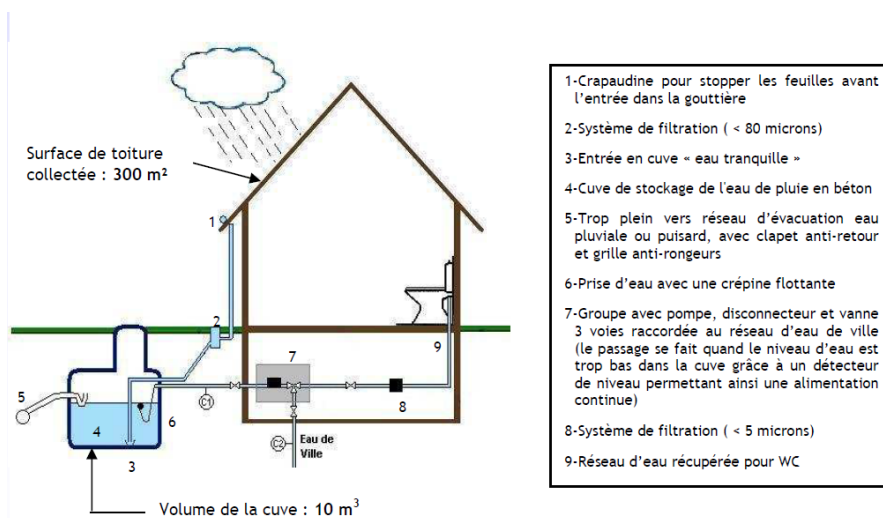 Surface de toiture
collectée : 300 m²
1
2
7
9
5
6
4
C1
8
3
C2
Eau de
Ville
Volume de la cuve : 10 m³
1-Crapaudine pour stopper les feuilles avant
l'entrée dans la gouttière
2-Système de filtration ( < 80 microns)
3-Entrée en cuve « eau tranquille »
4-Cuve de stockage de l'eau de pluie en béton
5-Trop plein vers réseau d'évacuation eau
pluviale ou puisard, avec clapet anti-retour
et grille anti-rongeurs
6-Prise d'eau avec une crépine flottante
7-Groupe avec pompe, disconnecteur et vanne
3 voies raccordée au réseau d'eau de ville
(le passage se fait quand le niveau d'eau est
trop bas dans la cuve grâce à un détecteur
de niveau permettant ainsi une alimentation
continue)
8-Système de filtration ( < 5 microns)
9-Réseau d'eau récupérée pour WC